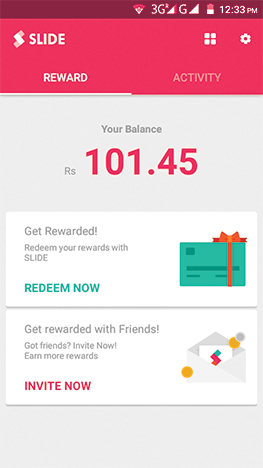 3G G 12:33 PM
SLIDE
REWARD ACTIVITY
Your Balance
Rs 101.45
Get Rewarded!
Redeem your rewards with
SLIDE
REDEEM NOW
Get rewarded with Friends!
Got friends? Invite Now!
Earn more rewards
INVITE NOW